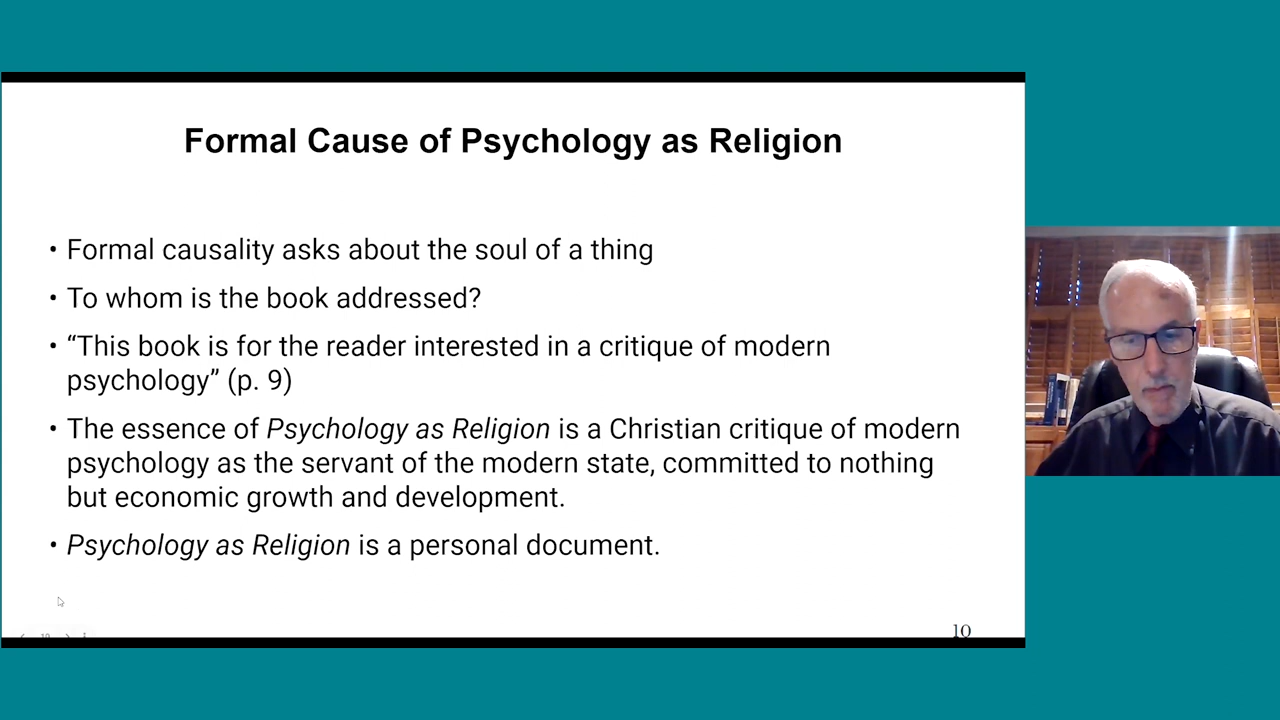 Formal Cause of Psychology as Religion
• Formal causality asks about the soul of a thing
• To whom is the book addressed?
• “This book is for the reader interested in a critique of modern
psychology” (p. 9)
• The essence of Psychology as Religion is a Christian critique of modern
psychology as the servant of the modern state, committed to nothing
but economic growth and development.
• Psychology as Religion is a personal document.
10